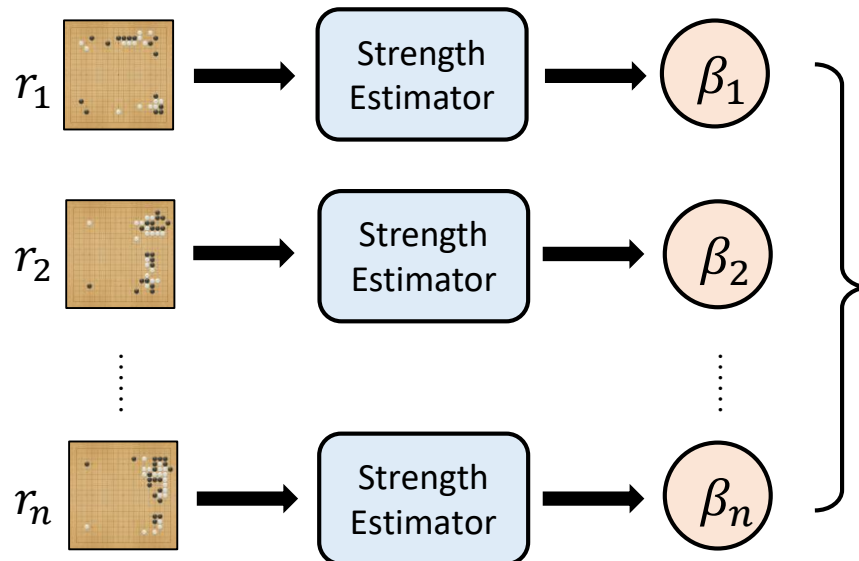 r₁
Strength
Estimator
β₁
r₂
Strength
Estimator
β₂
rₙ
Strength
Estimator
βₙ